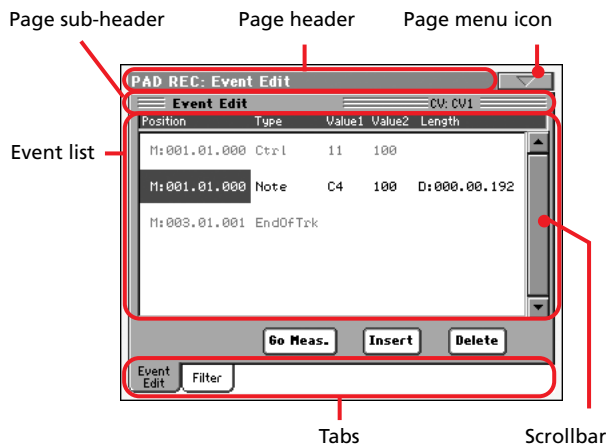 Page sub-header Page header Page menu icon
PAD REC: Event Edit
Event Edit CV: CV1
Position Type Value1 Value2 Length
Event list
M:001.01.000 Ctrl 11 100
M:001.01.000 Note C4 100 D:000.00.192
M:003.01.001 EndOfTrk
Go Meas. Insert Delete
Event
Edit Filter
Tabs Scrollbar